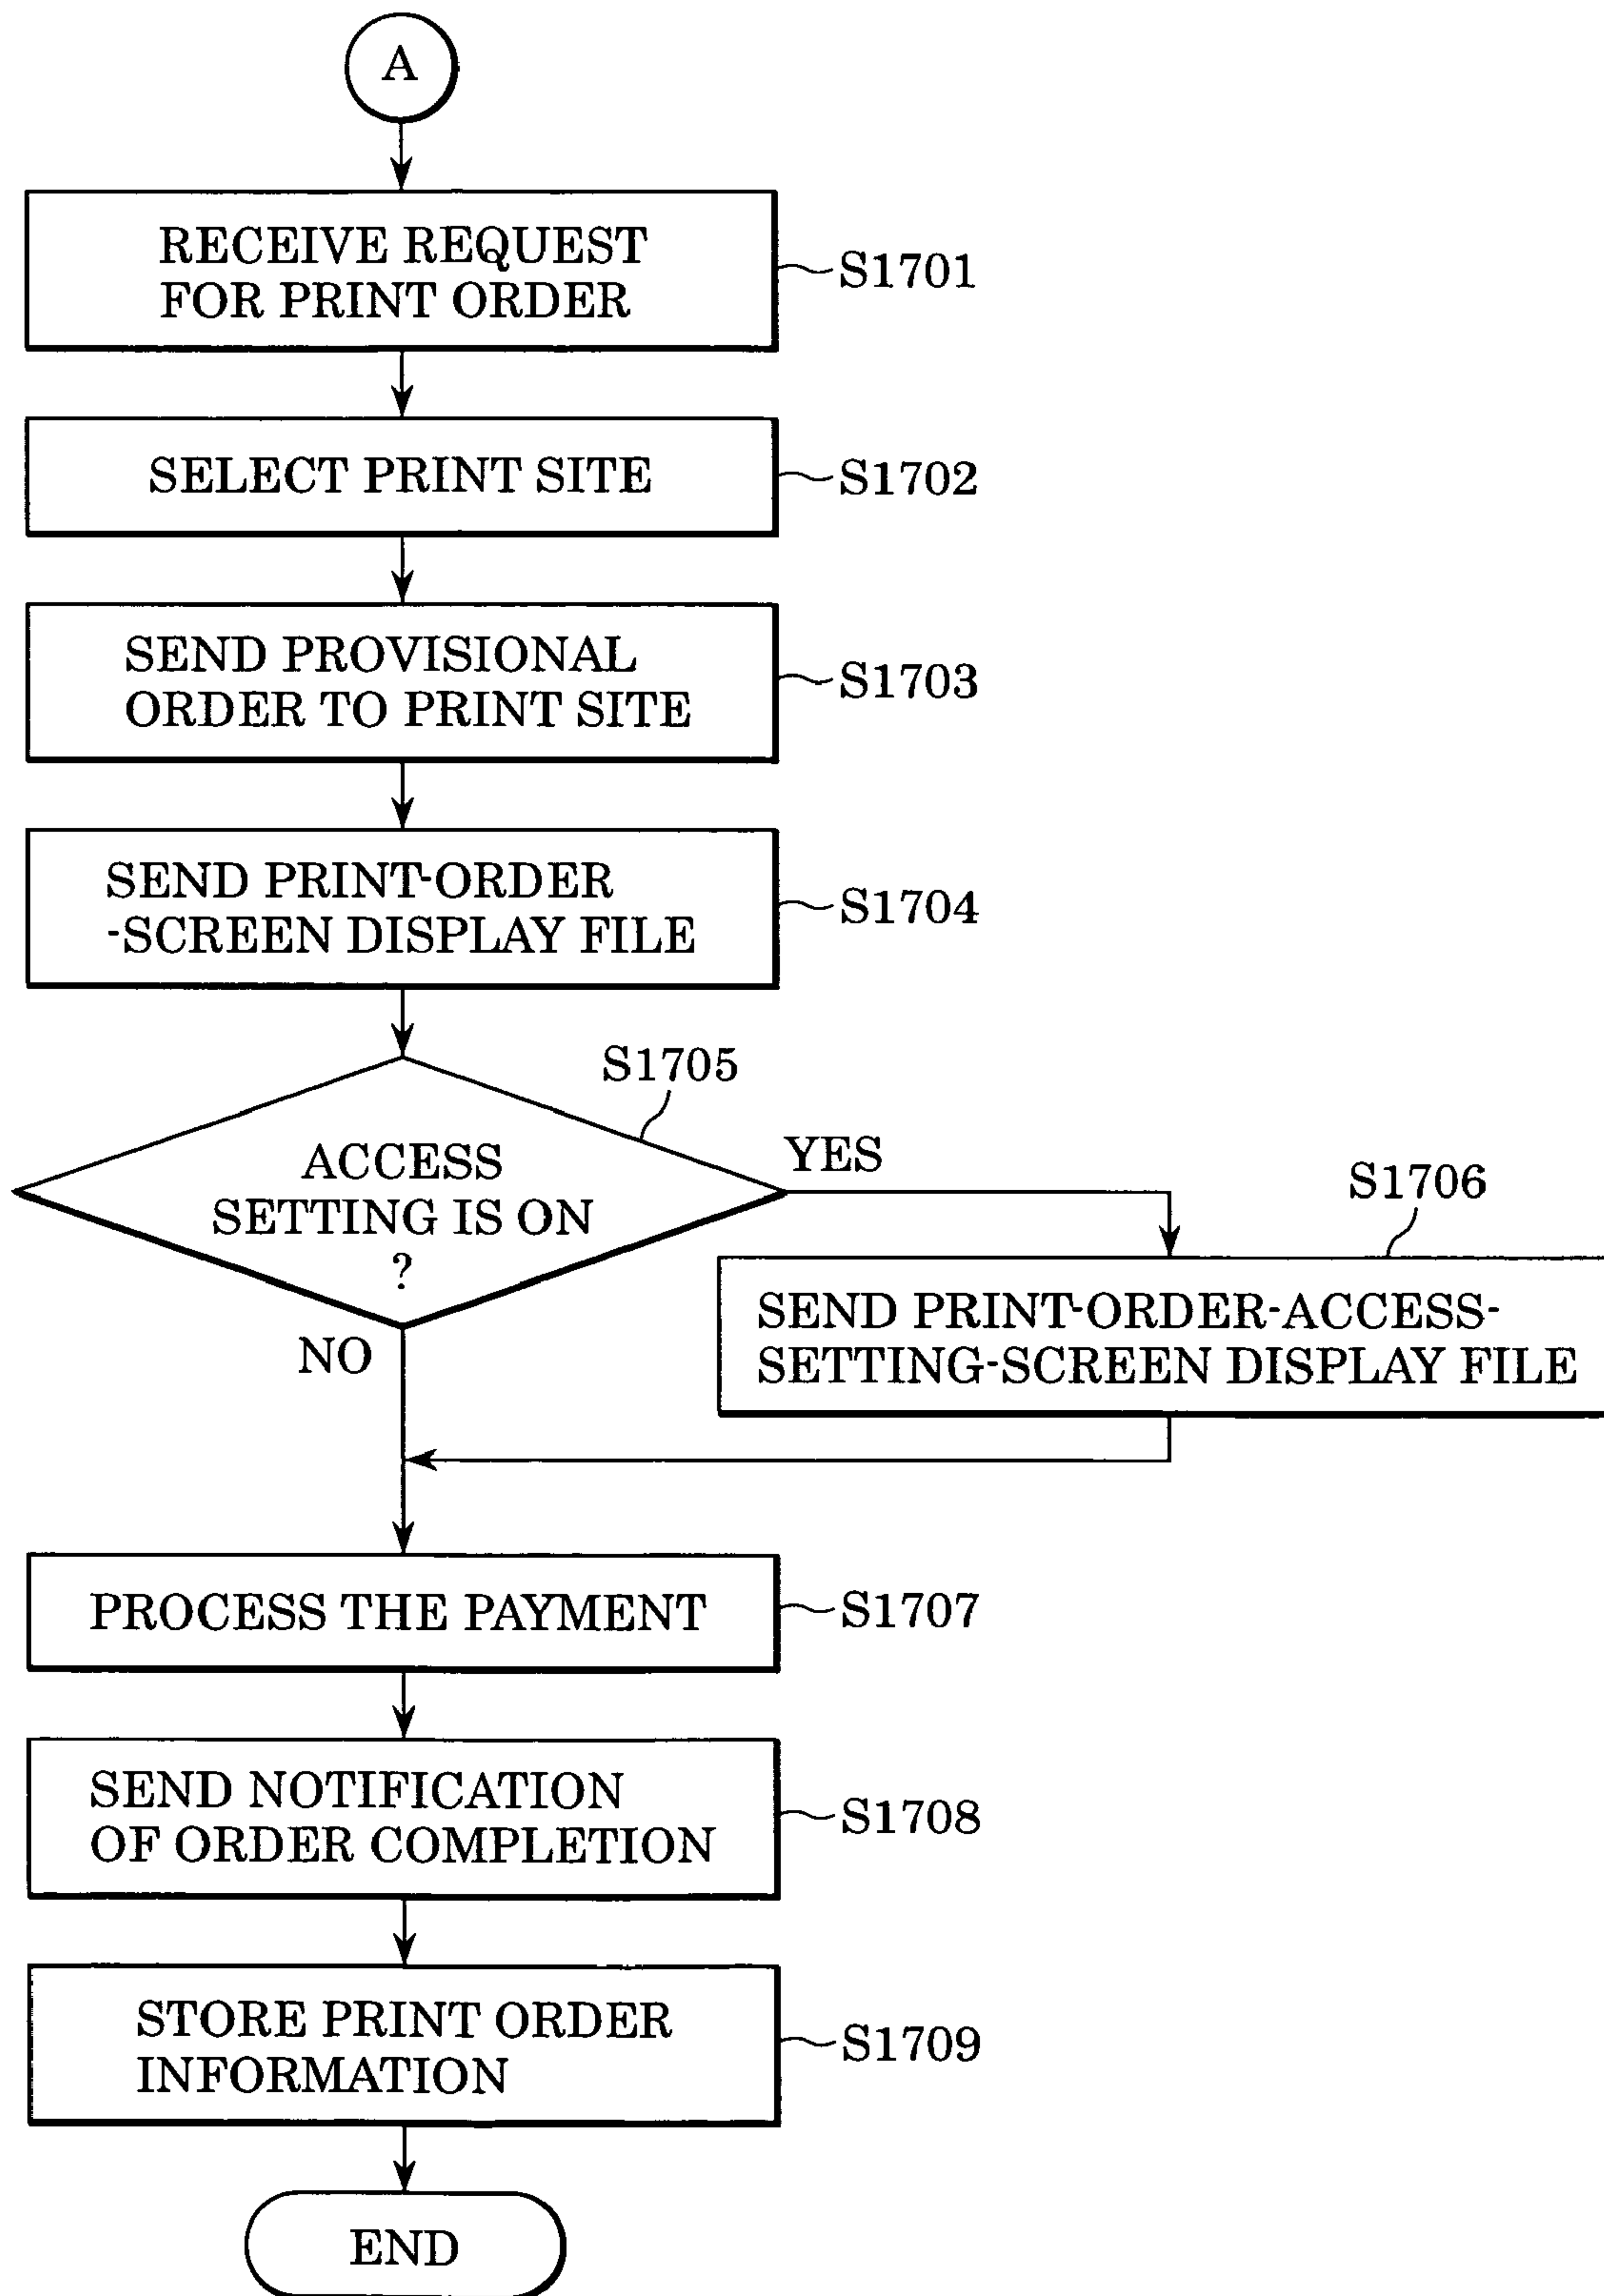 A
RECEIVE REQUEST
FOR PRINT ORDER
S1701
SELECT PRINT SITE
S1702
SEND PROVISIONAL
ORDER TO PRINT SITE
S1703
SEND PRINT-ORDER
-SCREEN DISPLAY FILE
S1704
S1705
ACCESS
SETTING IS ON
?
YES
NO
S1706
SEND PRINT-ORDER-ACCESS-
SETTING-SCREEN DISPLAY FILE
PROCESS THE PAYMENT
S1707
SEND NOTIFICATION
OF ORDER COMPLETION
S1708
STORE PRINT ORDER
INFORMATION
S1709
END